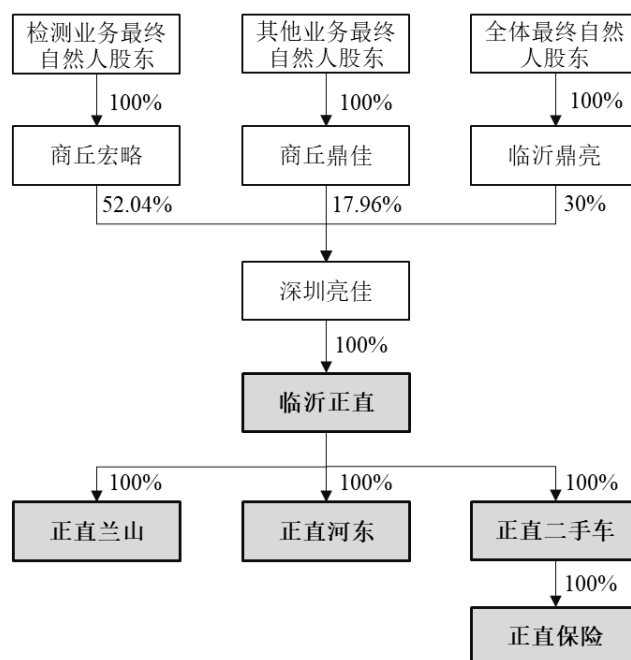 检测业务最终
自然人股东
其他业务最终
自然人股东
全体最终自然
人股东
100%
100%
100%
商丘宏略
商丘鼎佳
临沂鼎亮
52.04%
17.96%
30%
深圳亮佳
100%
临沂正直
100%
100%
100%
正直兰山
正直河东
正直二手车
100%
正直保险